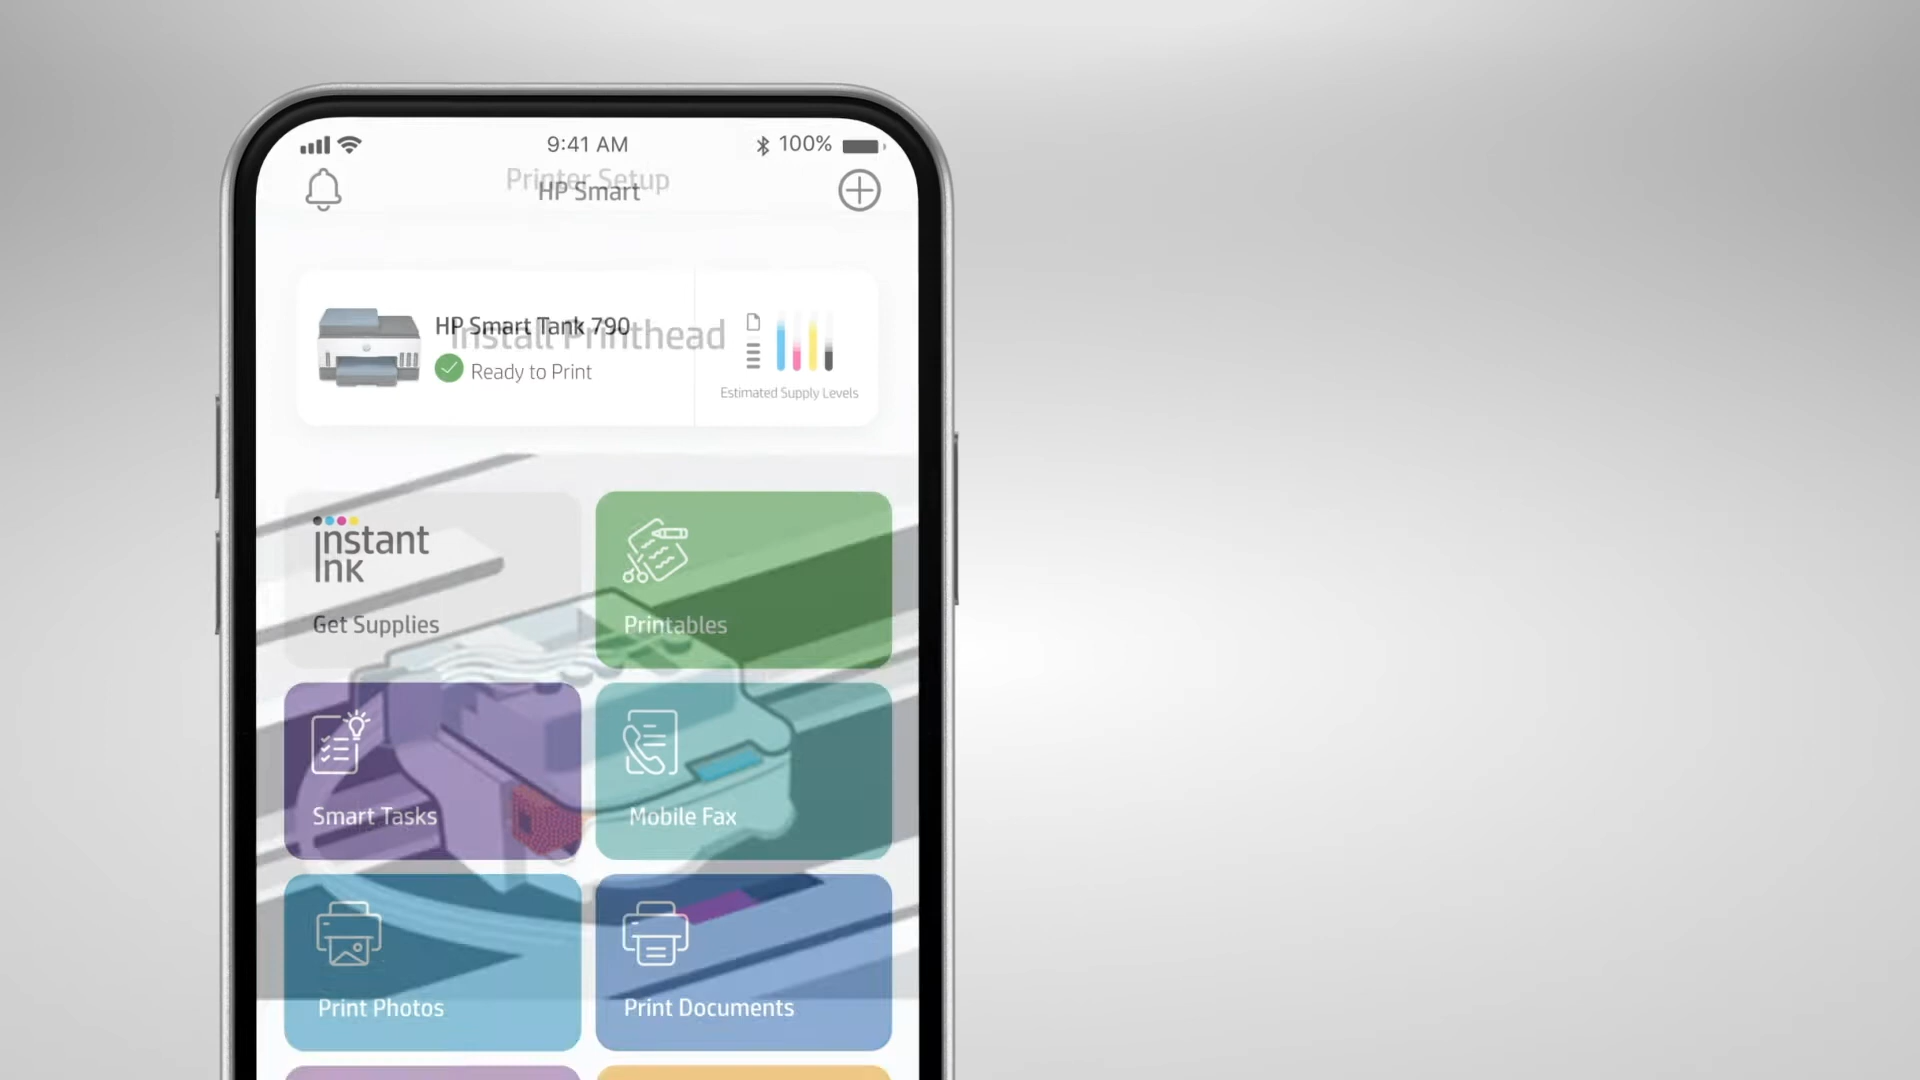 9:41 AM
100%
Printer Setup
HP Smart
HP Smart Tank 790
Install Printhead
Ready to Print
Estimated Supply Levels
instant
ink
Get Supplies
Printables
Smart Tasks
Mobile Fax
Print Photos
Print Documents